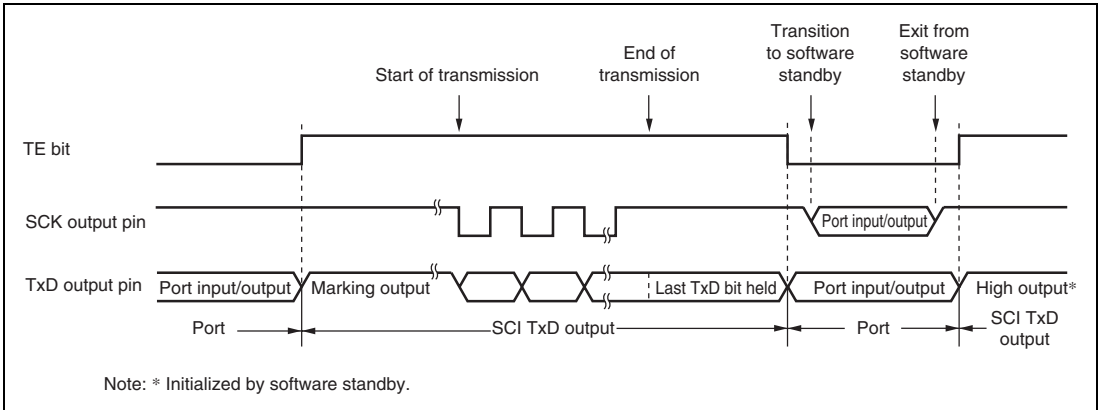 Start of transmission
End of
transmission
Transition
to software
standby
Exit from
software
standby
TE bit
SCK output pin
Port input/output
TxD output pin
Port input/output
Marking output
Last TxD bit held
Port input/output
High output*
Port
SCI TxD output
Port
SCI TxD
output
Note: * Initialized by software standby.